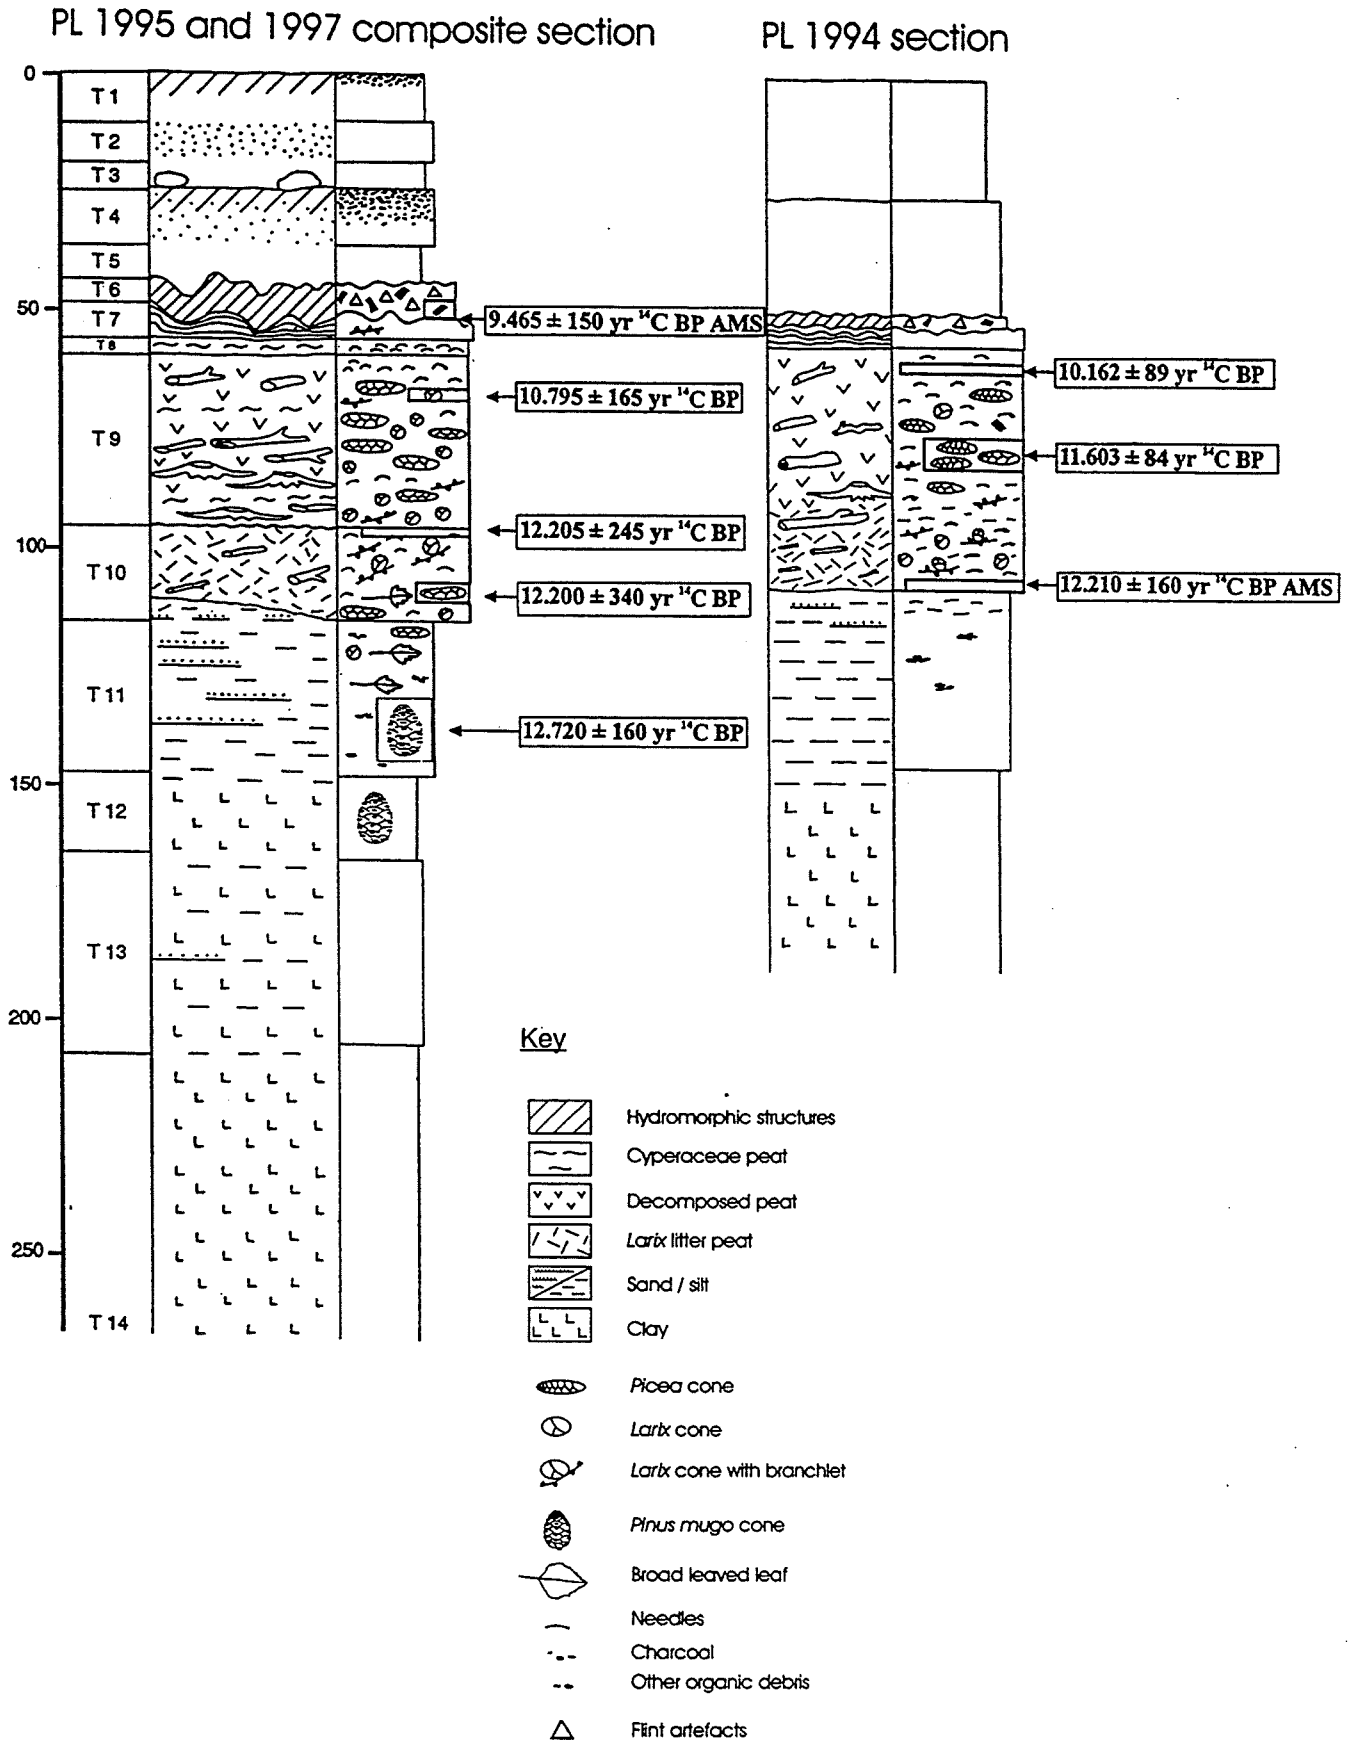 PL 1995 and 1997 composite section
PL 1994 section
0
50
100
150
200
250
T1
T2
T3
T4
T5
T6
T7
T8
T9
T10
T11
T12
T13
T14
9.465 ± 150 yr ¹⁴C BP AMS
10.795 ± 165 yr ¹⁴C BP
12.205 ± 245 yr ¹⁴C BP
12.200 ± 340 yr ¹⁴C BP
12.720 ± 160 yr ¹⁴C BP
10.162 ± 89 yr ¹⁴C BP
11.603 ± 84 yr ¹⁴C BP
12.210 ± 160 yr ¹⁴C BP AMS
Key
Hydromorphic structures
Cyperaceae peat
Decomposed peat
Larix litter peat
Sand / silt
Clay
Picea cone
Larix cone
Larix cone with branchlet
Pinus mugo cone
Broad leaved leaf
Needles
Charcoal
Other organic debris
Flint artefacts